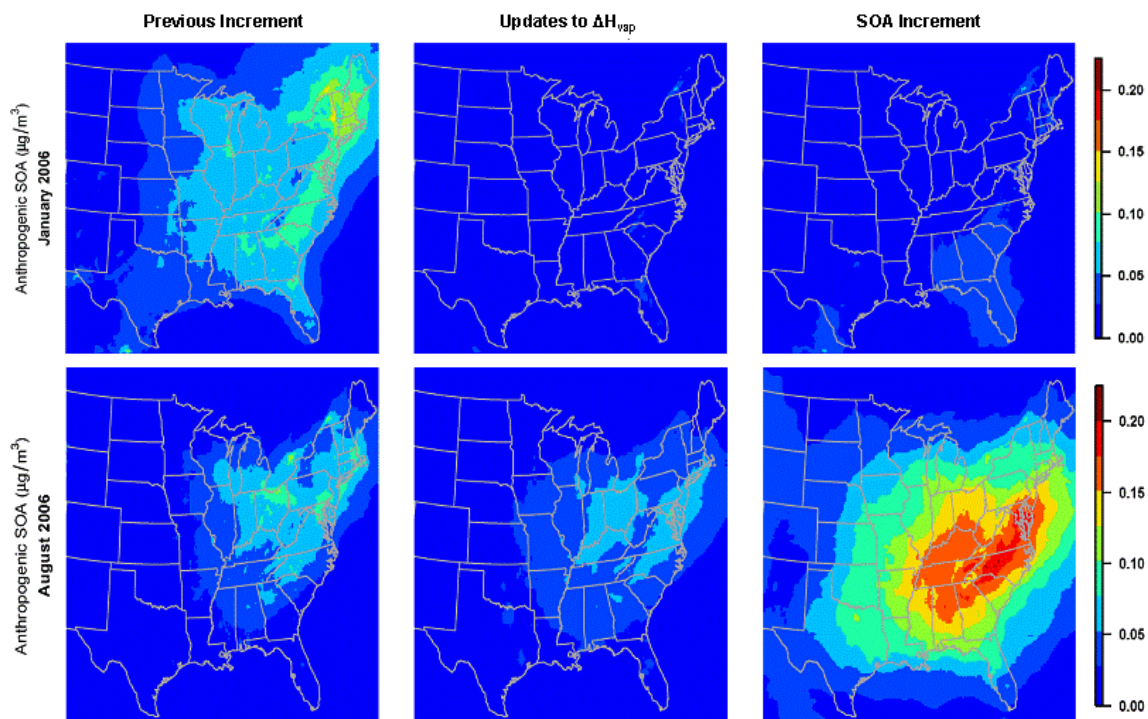 Previous Increment
Updates to ΔHvap
SOA Increment
Anthropogenic SOA (µg/m³)
January 2006
0.20
0.15
0.10
0.05
0.00
Anthropogenic SOA (µg/m³)
August 2006
0.20
0.15
0.10
0.05
0.00